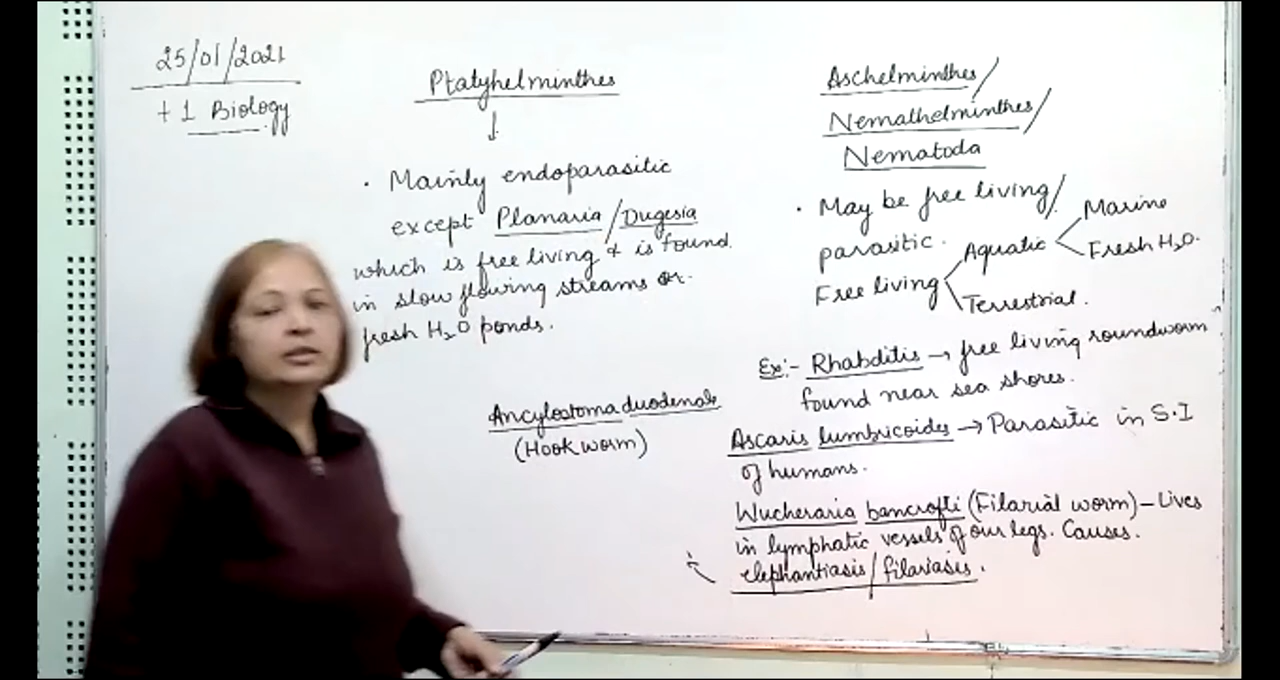 25/01/2021
+1 Biology
Platyhelminthes
↓
• Mainly endoparasitic
except Planaria/Dugesia
which is free living & is found
in slow flowing streams or
fresh H₂O ponds.
Ancylostoma duodenale
(Hook worm)
Aschelminthes/
Nemathelminthes/
Nematoda
• May be free living/
parasitic.
Free living
Aquatic
Marine
Fresh H₂O.
Terrestrial.
Ex:- Rhabditis → free living roundworm
found near sea shores.
Ascaris lumbricoides → Parasitic in S.I
of humans.
Wucheraria bancrofti (Filarial worm) – Lives
in lymphatic vessels of our legs. Causes.
elephantiasis/filariasis.